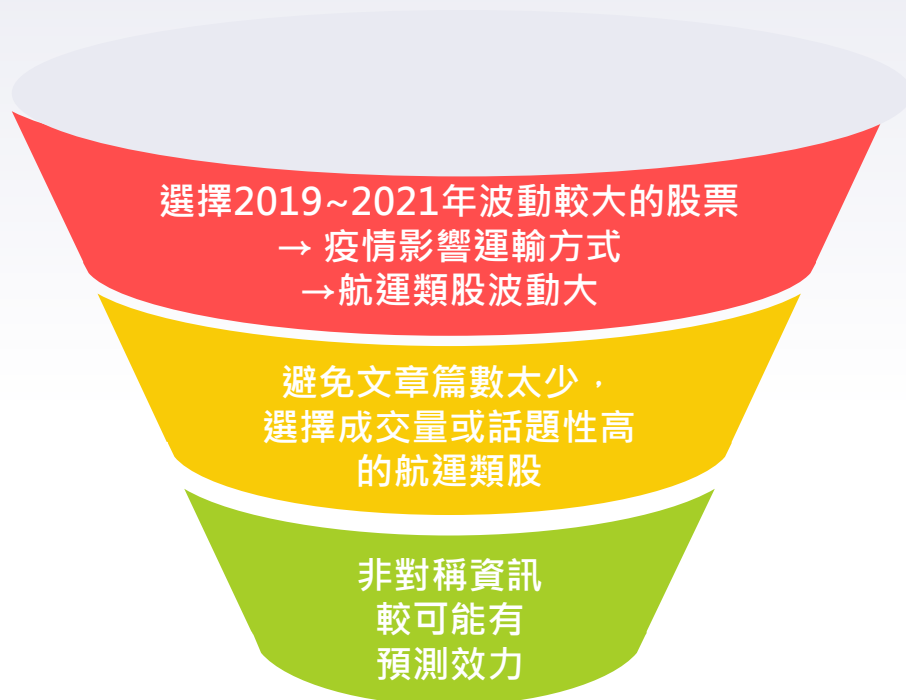 選擇2019~2021年波動較大的股票
→ 疫情影響運輸方式
→航運類股波動大
避免文章篇數太少，
選擇成交量或話題性高
的航運類股
非對稱資訊
較可能有
預測效力